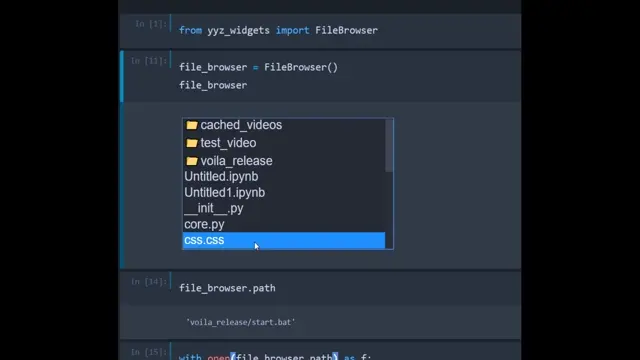 In [1]:
from yyz_widgets import FileBrowser
In [11]:
file_browser = FileBrowser()
file_browser
cached_videos
test_video
voila_release
Untitled.ipynb
Untitled1.ipynb
__init__.py
core.py
css.css
In [14]:
file_browser.path
'voila_release/start.bat'
In [15]:
with open(file_browser.path) as f: